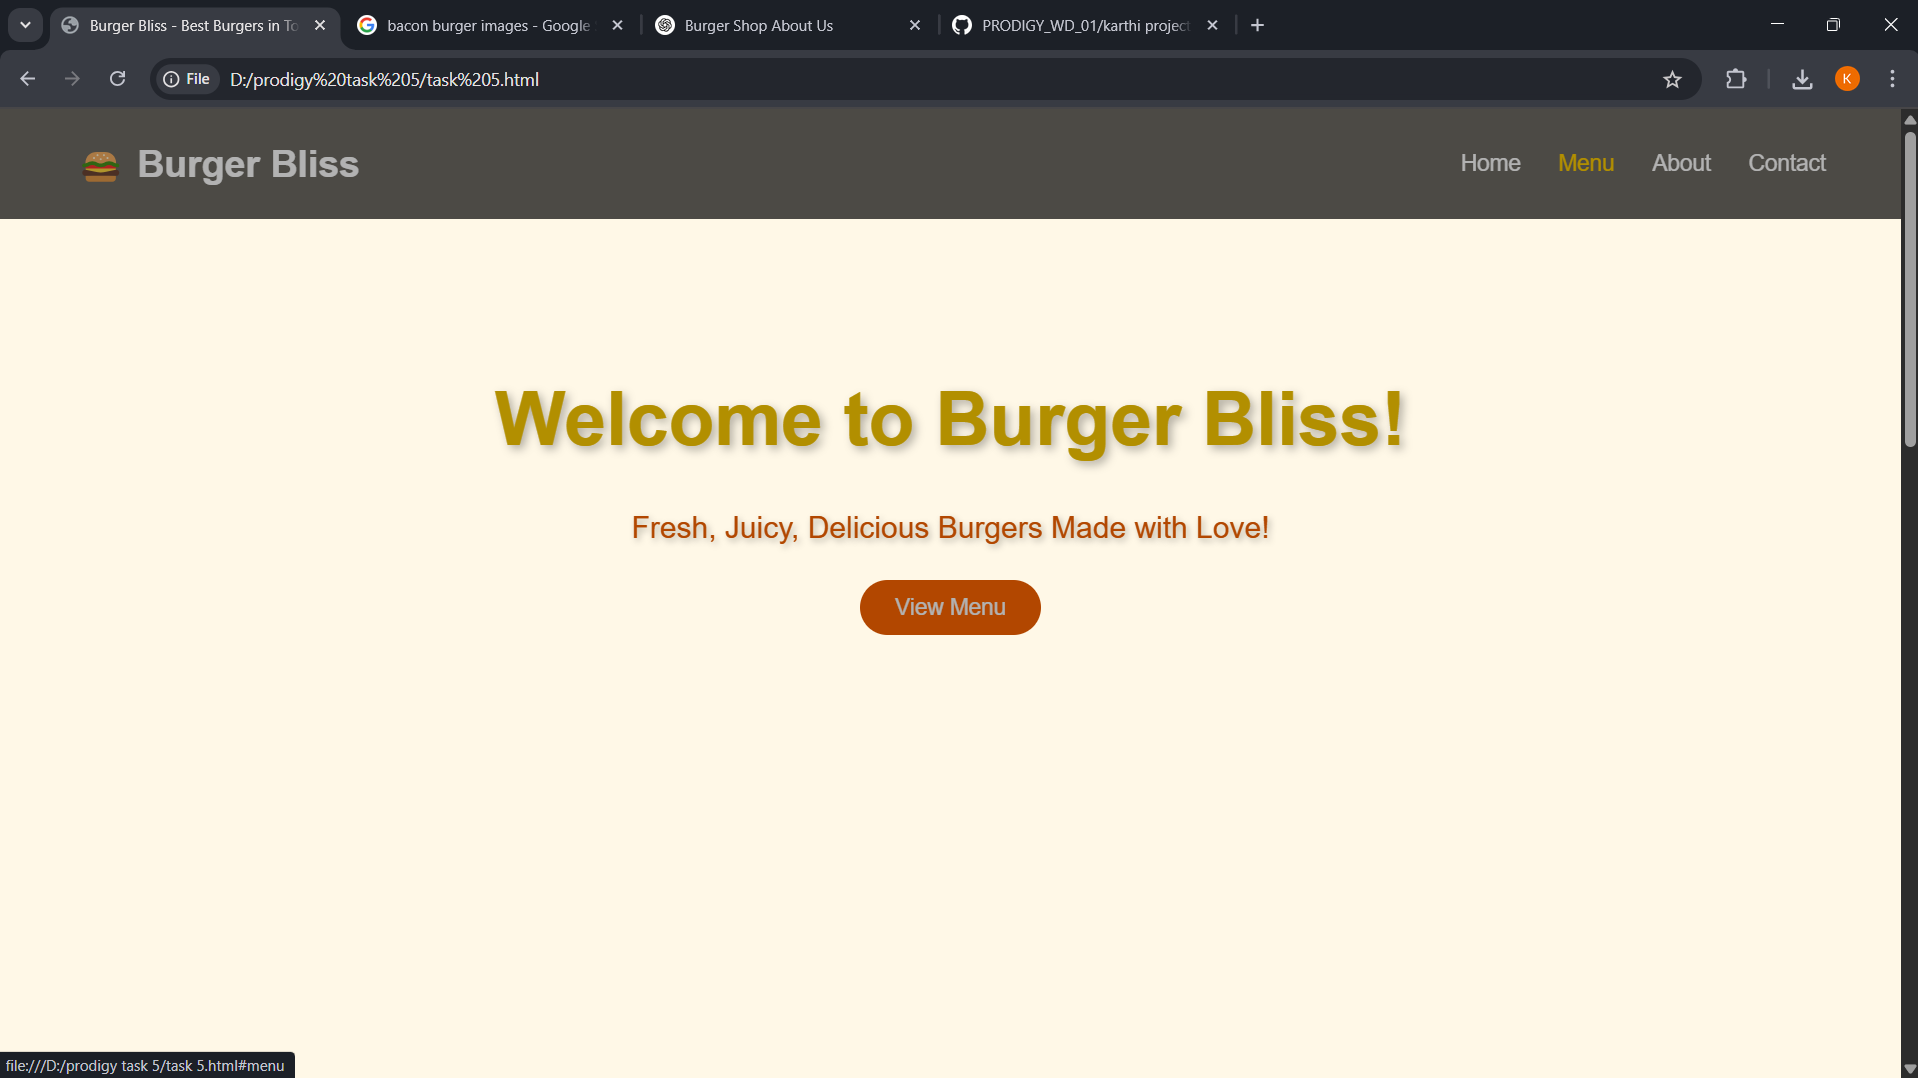 Burger Bliss - Best Burgers in To
bacon burger images - Google
Burger Shop About Us
PRODIGY_WD_01/karthi project
File
D:/prodigy%20task%205/task%205.html
K
Burger Bliss
Home
Menu
About
Contact
Welcome to Burger Bliss!
Fresh, Juicy, Delicious Burgers Made with Love!
View Menu
file:///D:/prodigy task 5/task 5.html#menu